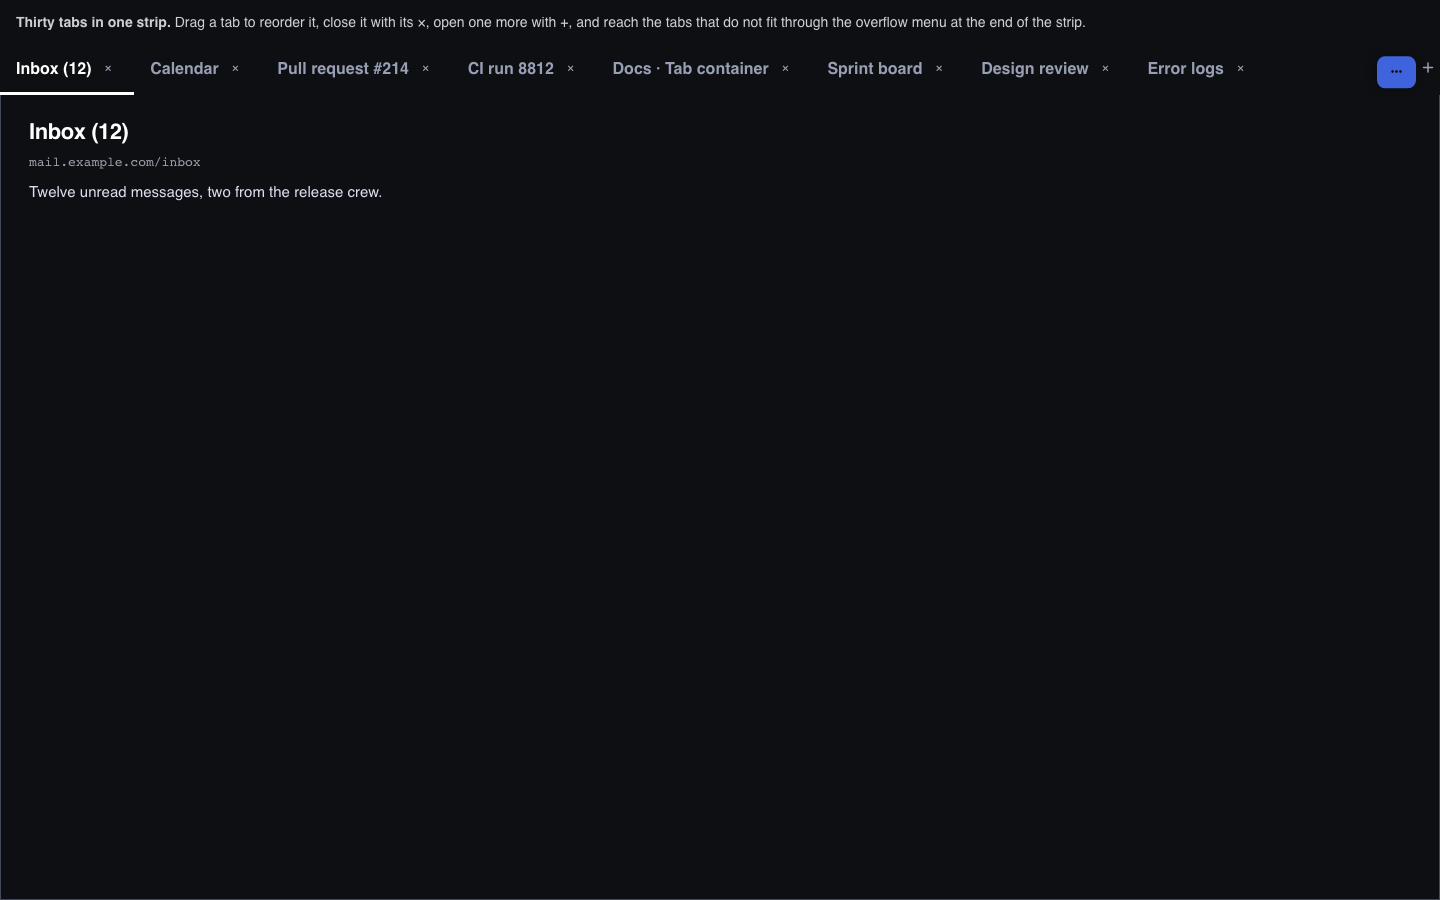 Thirty tabs in one strip. Drag a tab to reorder it, close it with its ×, open one more with +, and reach the tabs that do not fit through the overflow menu at the end of the strip.
Inbox (12) × Calendar × Pull request #214 × CI run 8812 × Docs · Tab container × Sprint board × Design review × Error logs × ... +
Inbox (12)
mail.example.com/inbox
Twelve unread messages, two from the release crew.